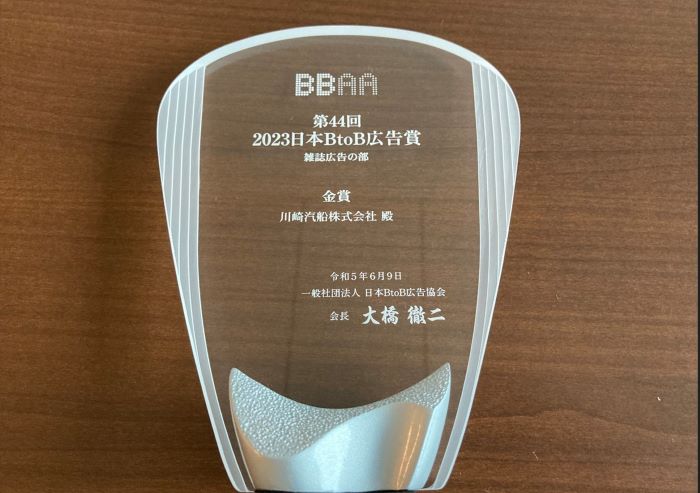 BBAA
第44回
2023日本BtoB広告賞
雑誌広告の部
金賞
川崎汽船株式会社 殿
令和5年6月9日
一般社団法人 日本BtoB広告協会
会長 大橋 徹二